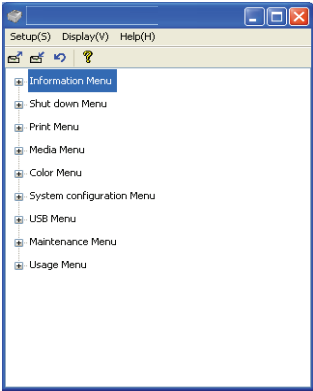 Setup(S) Display(V) Help(H)
Information Menu
Shut down Menu
Print Menu
Media Menu
Color Menu
System configuration Menu
USB Menu
Maintenance Menu
Usage Menu